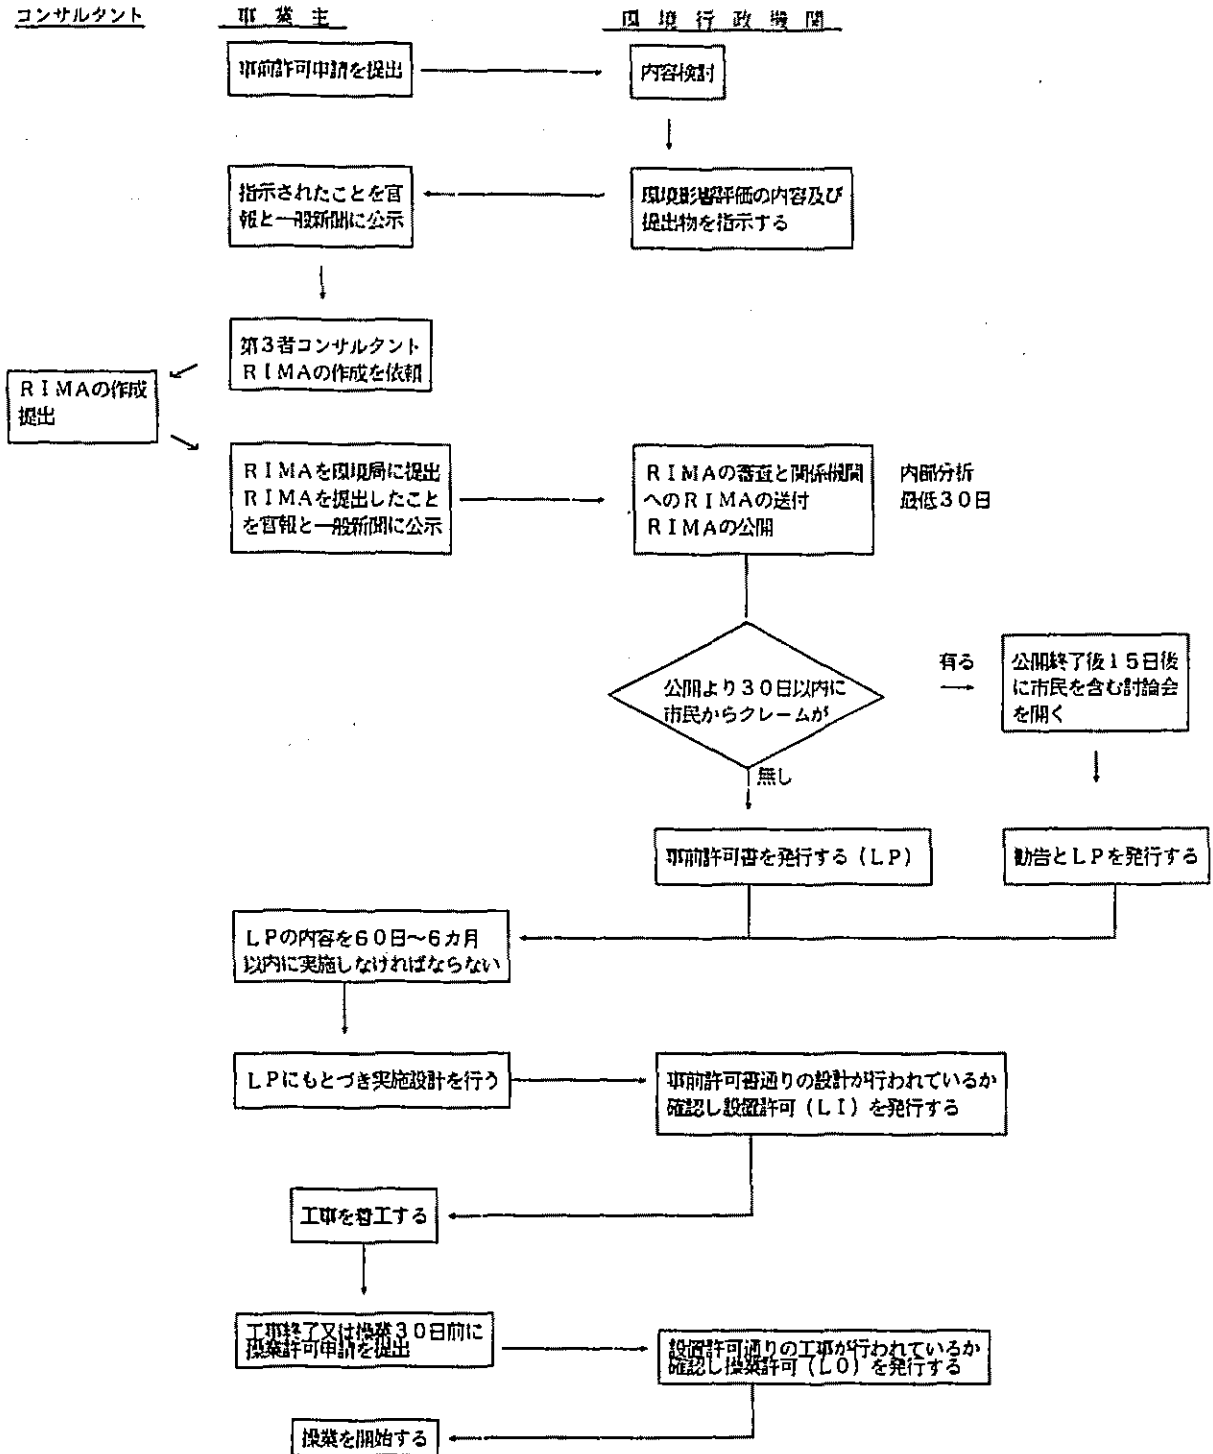 コンサルタント
事業主
環境行政機関
事前許可申請を提出
内容検討
指示されたことを官
報と一般新聞に公示
環境影響評価の内容及び
提出物を指示する
第3者コンサルタント
RIMAの作成を依頼
RIMAの作成
提出
RIMAを環境局に提出
RIMAを提出したこと
を官報と一般新聞に公示
RIMAの審査と関係機関
へのRIMAの送付
RIMAの公開
内部分析
最低30日
公開より30日以内に
市民からクレームが
有る
公開終了後15日後
に市民を含む討論会
を開く
無し
事前許可書を発行する(LP)
勧告とLPを発行する
LPの内容を60日~6カ月
以内に実施しなければならない
LPにもとづき実施設計を行う
事前許可書通りの設計が行われているか
確認し設置許可(LI)を発行する
工事を着工する
工事終了又は操業30日前に
操業許可申請を提出
設置許可通りの工事が行われているか
確認し操業許可(LO)を発行する
操業を開始する